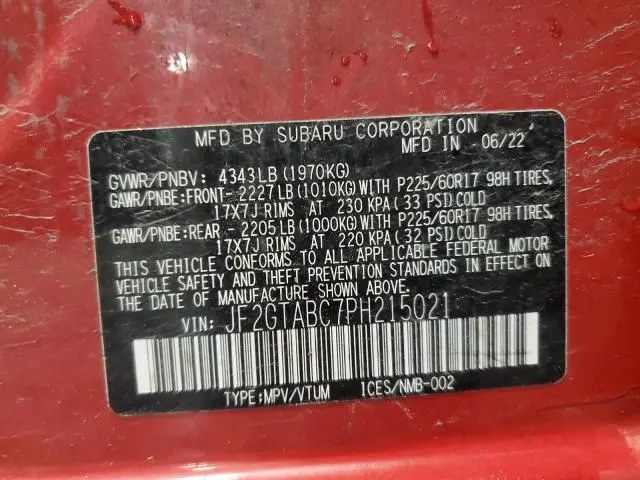 MFD BY SUBARU CORPORATION
MFD IN 06/22
GVWR/PNBV: 4343LB(1970KG)
GAWR/PNBE:FRONT-2227LB(1010KG)WITH P225/60R17 98H TIRES,
17X7J RIMS AT 230 KPA(33 PSI)COLD
GAWR/PNBE:REAR -2205LB(1000KG)WITH P225/60R17 98H TIRES,
17X7J RIMS AT 220 KPA(32 PSI)COLD
THIS VEHICLE CONFORMS TO ALL APPLICABLE FEDERAL MOTOR
VEHICLE SAFETY AND THEFT PREVENTION STANDARDS IN EFFECT
ON THE DATE OF MANUFACTURE SHOWN ABOVE.
VIN: JF2GTABC7PH215021
TYPE:MPV/VTUM ICES/NMB-002